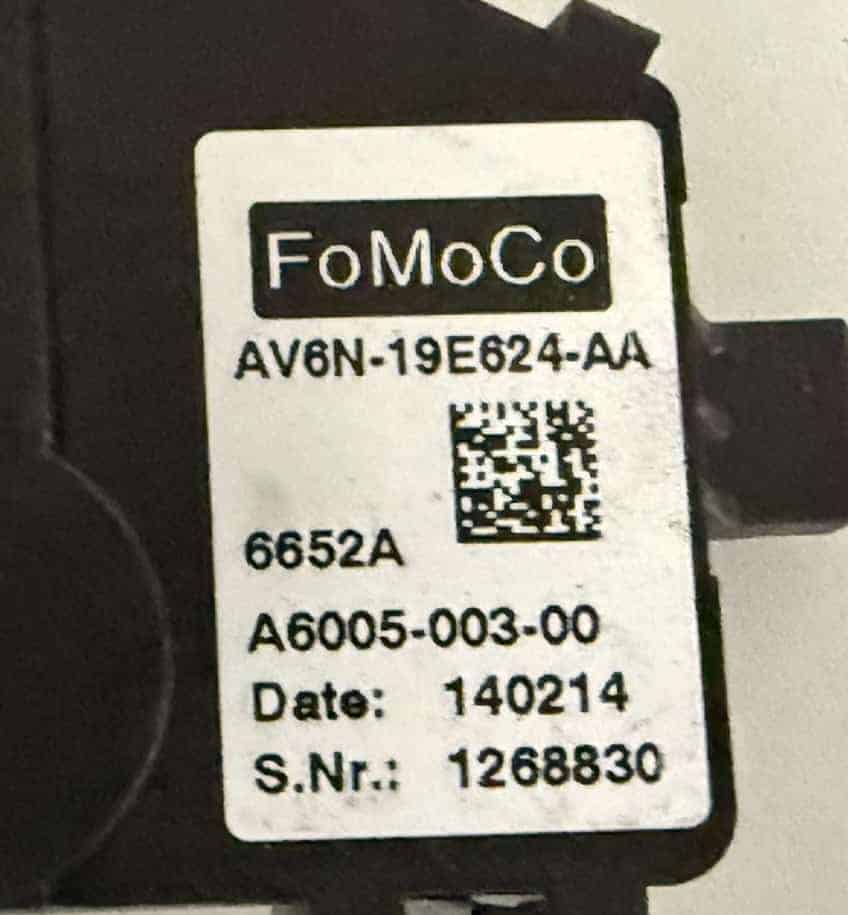 FoMoCo
AV6N-19E624-AA
6652A
A6005-003-00
Date: 140214
S.Nr.: 1268830